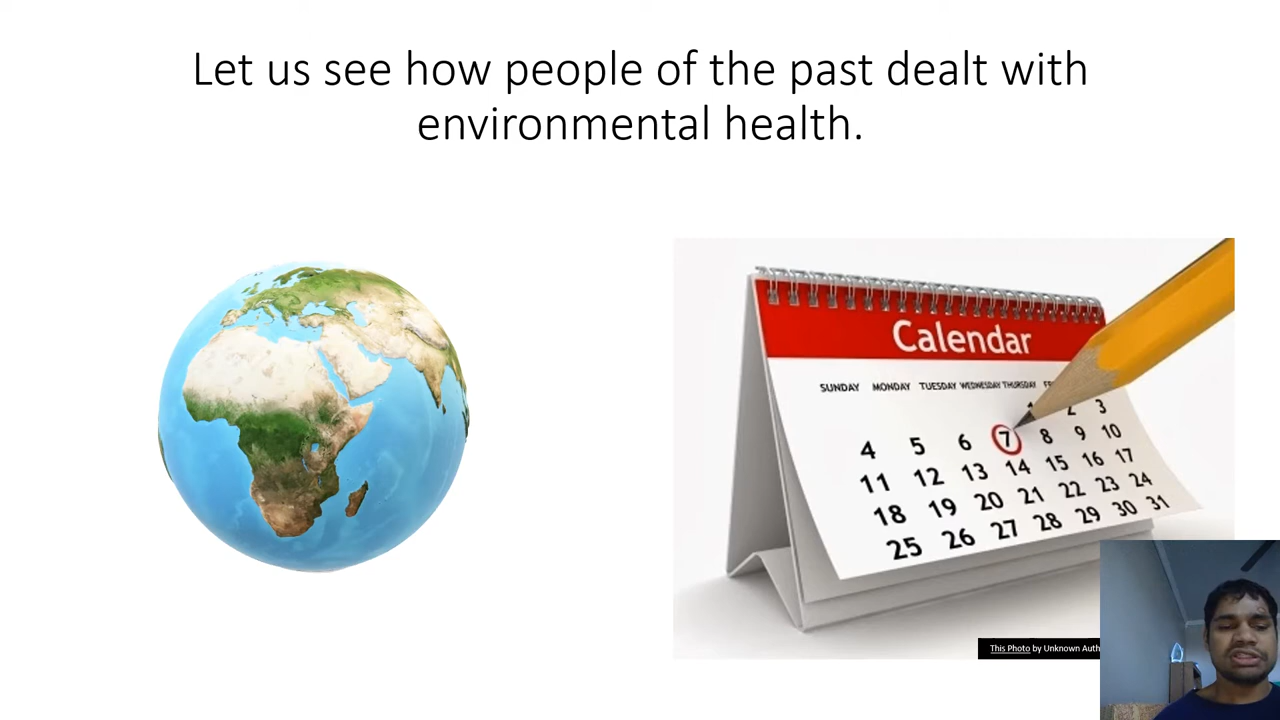 Let us see how people of the past dealt with
environmental health.
Calendar
SUNDAY MONDAY TUESDAY WEDNESDAY THURSDAY
2 3
4 5 6 7 8 9 10
11 12 13 14 15 16 17
18 19 20 21 22 23 24
25 26 27 28 29 30 31
This Photo by Unknown